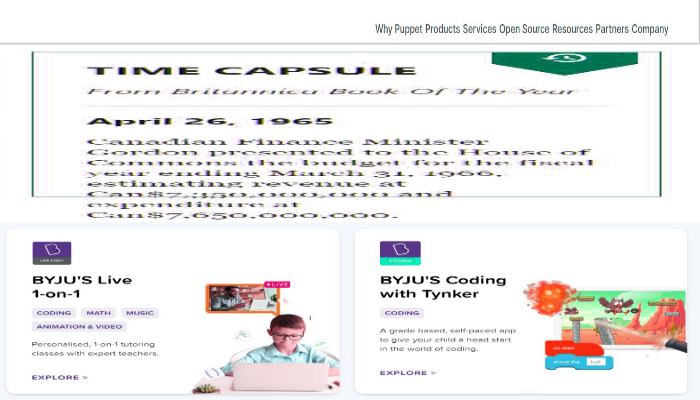 Why Puppet Products Services Open Source Resources Partners Company
TIME CAPSULE
From Britannica Book Of The Year
April 26, 1965
Canadian Finance Minister
Gordon presented to the House of
Commons the budget for the fiscal
year ending March 31, 1966,
estimating revenue at
Can$7,350,000,000 and
expenditure at
Can$7,650,000,000.
BYJU'S Live
1-on-1
CODING MATH MUSIC
ANIMATION & VIDEO
Personalised, 1-on-1 tutoring
classes with expert teachers.
EXPLORE >
LIVE
BYJU'S Coding
with Tynker
CODING
A grade based, self-paced app
to give your child a head start
in the world of coding.
EXPLORE >
on start
shoot the ball